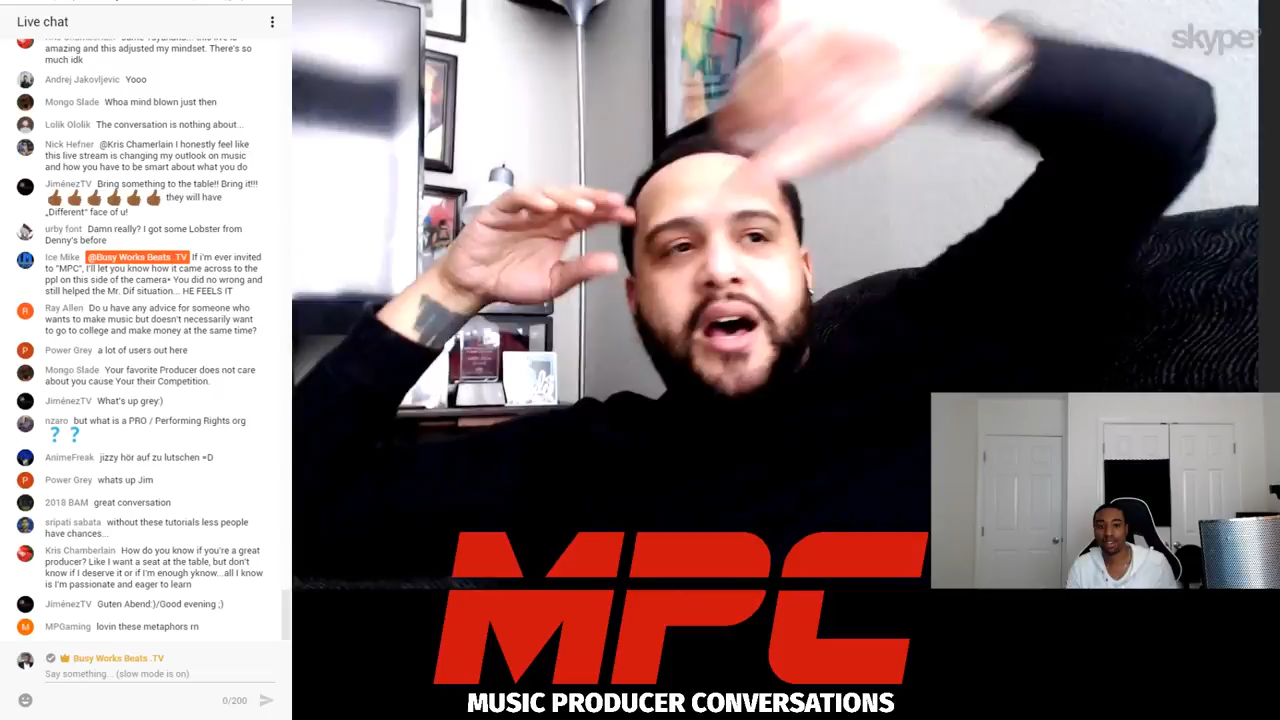 Live chat
amazing and this adjusted my mindset. There's so
much idk
Andrej Jakovljevic Yooo
Mongo Slade Whoa mind blown just then
Lolik Ololik The conversation is nothing about...
Nick Hefner @Kris Chamerlain I honestly feel like
this live stream is changing my outlook on music
and how you have to be smart about what you do
JiménezTV Bring something to the table!! Bring it!!!
they will have
„Different" face of u!
urby font Damn really? I got some Lobster from
Denny's before
Ice Mike @Busy Works Beats .TV If i'm ever invited
to "MPC", I'll let you know how it came across to the
ppl on this side of the camera• You did no wrong and
still helped the Mr. Dif situation... HE FEELS IT
Ray Allen Do u have any advice for someone who
wants to make music but doesn't necessarily want
to go to college and make money at the same time?
Power Grey a lot of users out here
Mongo Slade Your favorite Producer does not care
about you cause Your their Competition.
JiménezTV What's up grey:)
nzaro but what is a PRO / Performing Rights org
❓ ❓
AnimeFreak jizzy hör auf zu lutschen =D
Power Grey whats up Jim
2018 BAM great conversation
sripati sabata without these tutorials less people
have chances...
Kris Chamberlain How do you know if you're a great
producer? Like I want a seat at the table, but don't
know if I deserve it or if I'm enough yknow...all I know
is I'm passionate and eager to learn
JiménezTV Guten Abend:)/Good evening ;)
MPGaming lovin these metaphors rn
Busy Works Beats .TV
Say something... (slow mode is on)
0/200
skype
MPC
MUSIC PRODUCER CONVERSATIONS